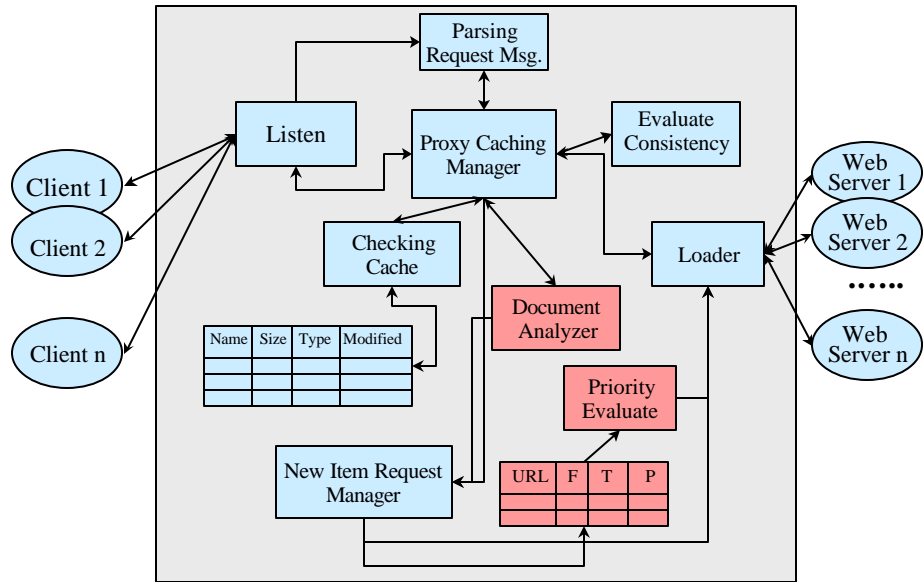 Parsing
Request Msg.
Listen
Proxy Caching
Manager
Evaluate
Consistency
Client 1
Client 2
Client n
Web
Server 1
Web
Server 2
......
Web
Server n
Checking
Cache
Loader
Document
Analyzer
Name Size Type Modified
Priority
Evaluate
New Item Request
Manager
URL F T P